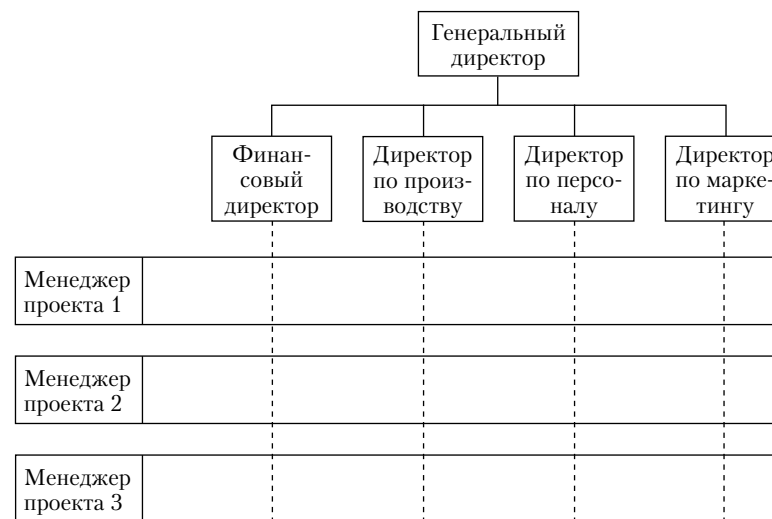 Генеральный
директор
Финан-
совый
директор
Директор
по произ-
водству
Директор
по персо-
налу
Директор
по марке-
тингу
Менеджер
проекта 1
Менеджер
проекта 2
Менеджер
проекта 3